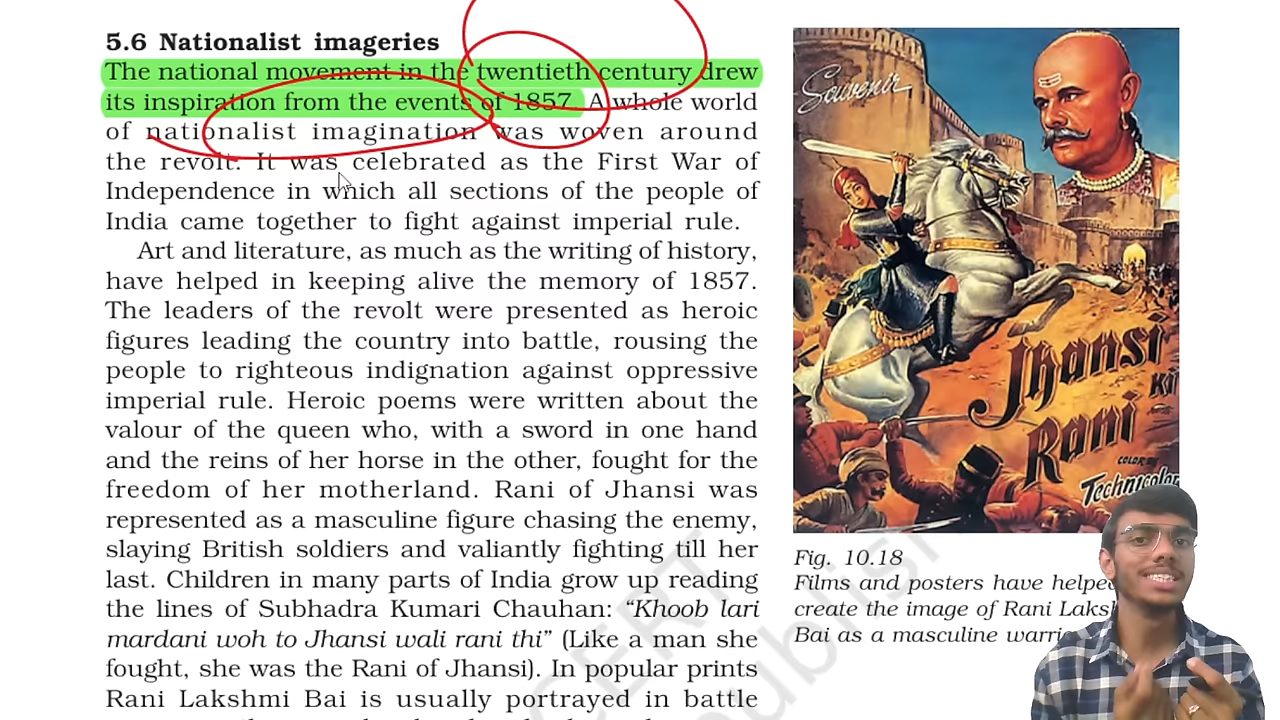 5.6 Nationalist imageries
The national movement in the twentieth century drew
its inspiration from the events of 1857. A whole world
of nationalist imagination was woven around
the revolt. It was celebrated as the First War of
Independence in which all sections of the people of
India came together to fight against imperial rule.
Art and literature, as much as the writing of history,
have helped in keeping alive the memory of 1857.
The leaders of the revolt were presented as heroic
figures leading the country into battle, rousing the
people to righteous indignation against oppressive
imperial rule. Heroic poems were written about the
valour of the queen who, with a sword in one hand
and the reins of her horse in the other, fought for the
freedom of her motherland. Rani of Jhansi was
represented as a masculine figure chasing the enemy,
slaying British soldiers and valiantly fighting till her
last. Children in many parts of India grow up reading
the lines of Subhadra Kumari Chauhan: “Khoob lari
mardani woh to Jhansi wali rani thi” (Like a man she
fought, she was the Rani of Jhansi). In popular prints
Rani Lakshmi Bai is usually portrayed in battle
Souvenir
Jhansi
Ki
Rani
COLOR BY
Technicolor
Fig. 10.18
Films and posters have helped
create the image of Rani Laksh
Bai as a masculine warri